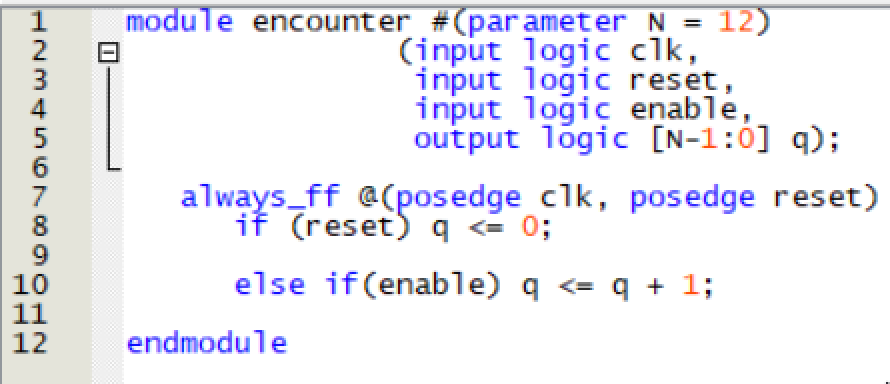 1 module encounter #(parameter N = 12)
2 (input logic clk,
3 input logic reset,
4 input logic enable,
5 output logic [N-1:0] q);
6
7 always_ff @(posedge clk, posedge reset)
8 if (reset) q <= 0;
9
10 else if(enable) q <= q + 1;
11
12 endmodule